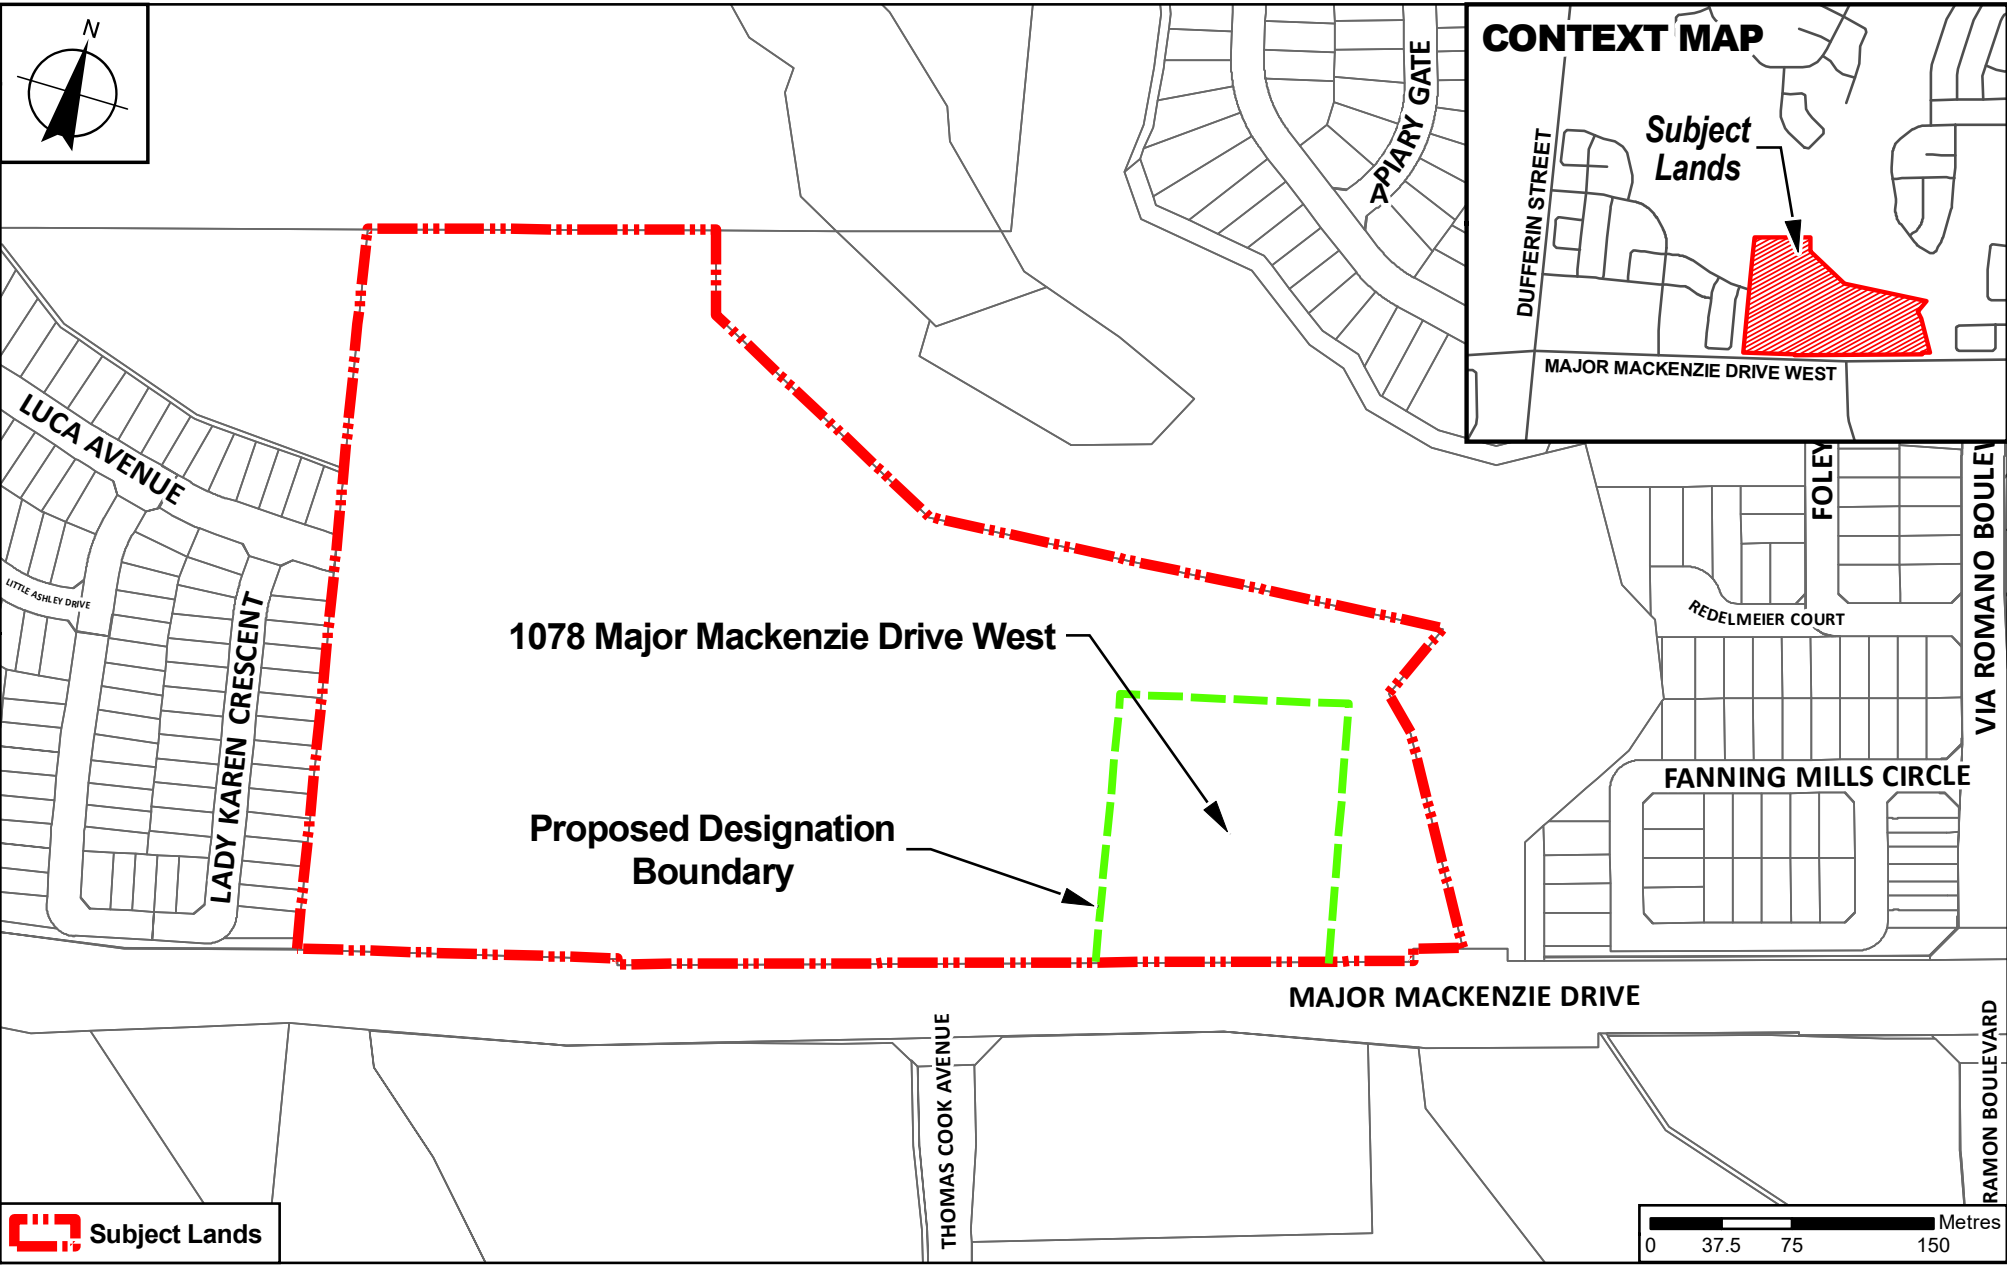 N
CONTEXT MAP
Subject
Lands
DUFFERIN STREET
MAJOR MACKENZIE DRIVE WEST
APIARY GATE
LUCA AVENUE
LITTLE ASHLEY DRIVE
LADY KAREN CRESCENT
1078 Major Mackenzie Drive West
Proposed Designation
Boundary
FOLEY
VIA ROMANO BOULEV
REDELMEIER COURT
FANNING MILLS CIRCLE
MAJOR MACKENZIE DRIVE
THOMAS COOK AVENUE
RAMON BOULEVARD
Subject Lands
Metres
0 37.5 75 150